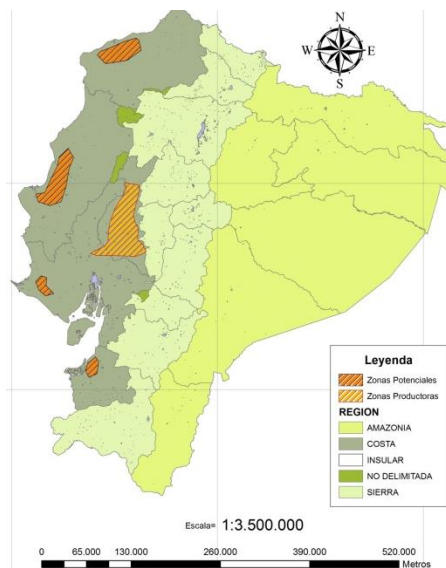 N
W E
S
Leyenda
Zonas Potenciales
Zonas Productoras
REGION
AMAZONIA
COSTA
INSULAR
NO DELIMITADA
SIERRA
Escala= 1:3.500.000
0 65.000 130.000 260.000 390.000 520.000
Metros